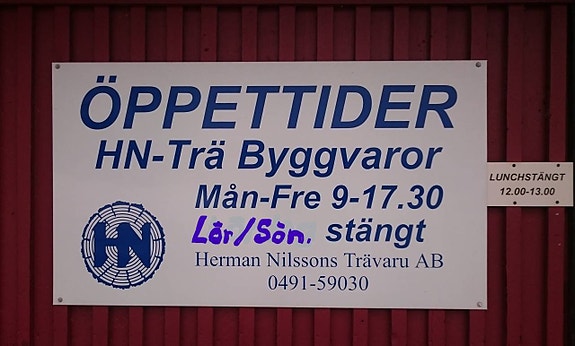 ÖPPETTIDER
HN-Trä Byggvaror
Mån-Fre 9-17.30
Lör/Sön. stängt
Herman Nilssons Trävaru AB
0491-59030
HN
LUNCHSTÄNGT
12.00-13.00